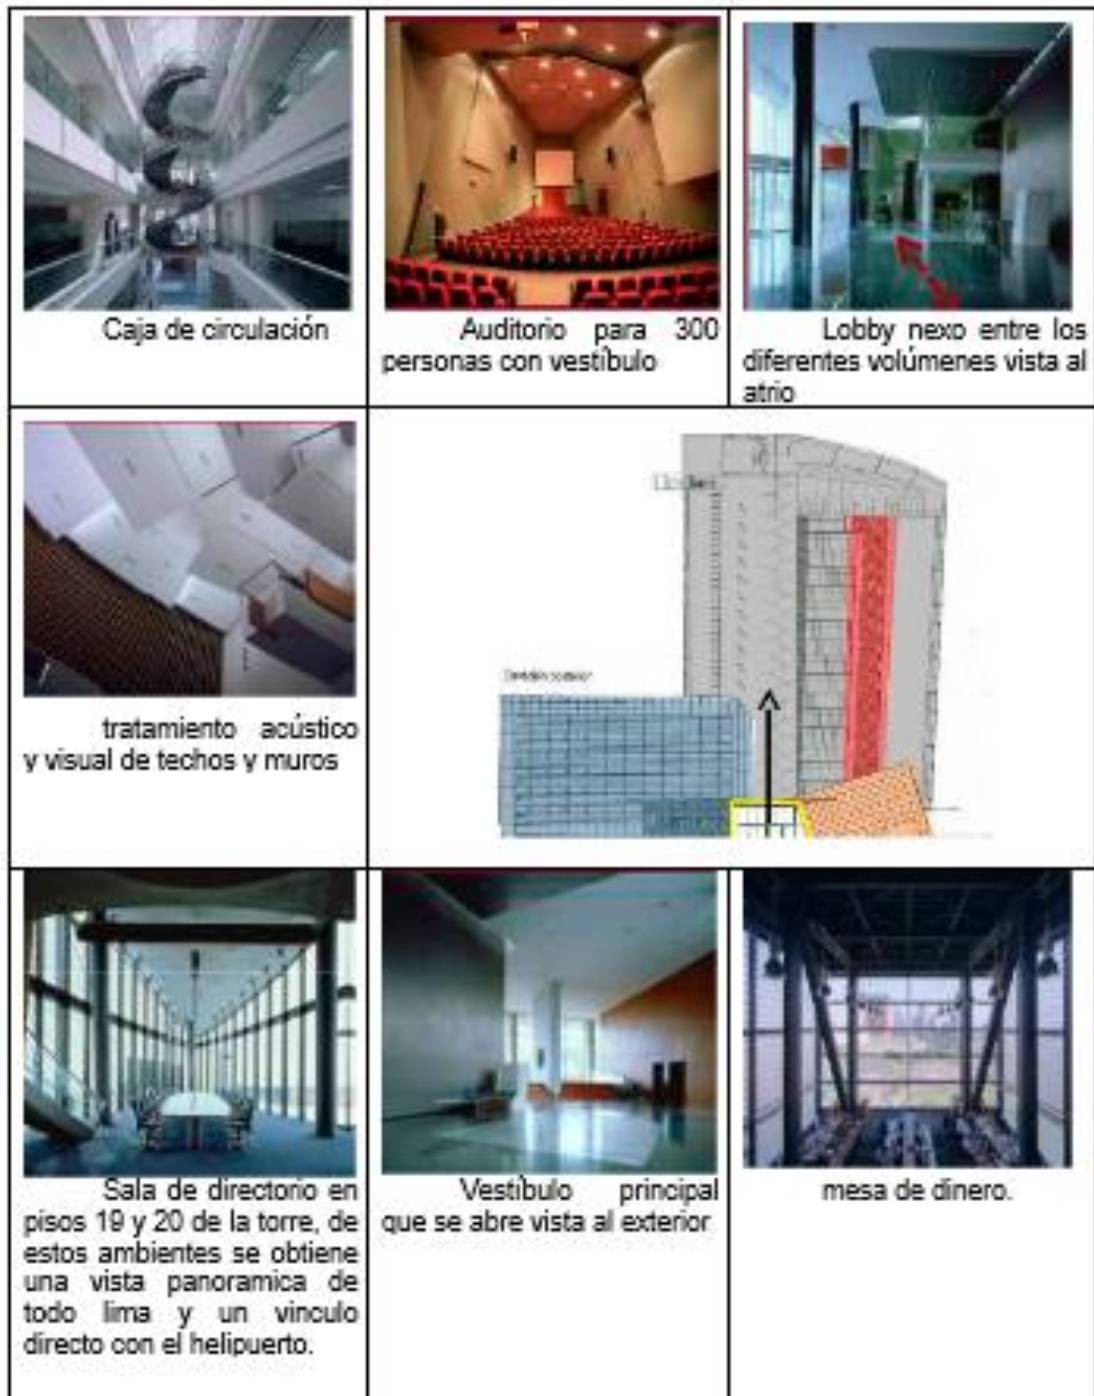 Caja de circulación
Auditorio para 300
personas con vestíbulo
Lobby nexo entre los
diferentes volúmenes vista al
atrio
tratamiento acústico
y visual de techos y muros
Sala de directorio en
pisos 19 y 20 de la torre, de
estos ambientes se obtiene
una vista panoramica de
todo lima y un vinculo
directo con el helipuerto.
Vestíbulo principal
que se abre vista al exterior
mesa de dinero.